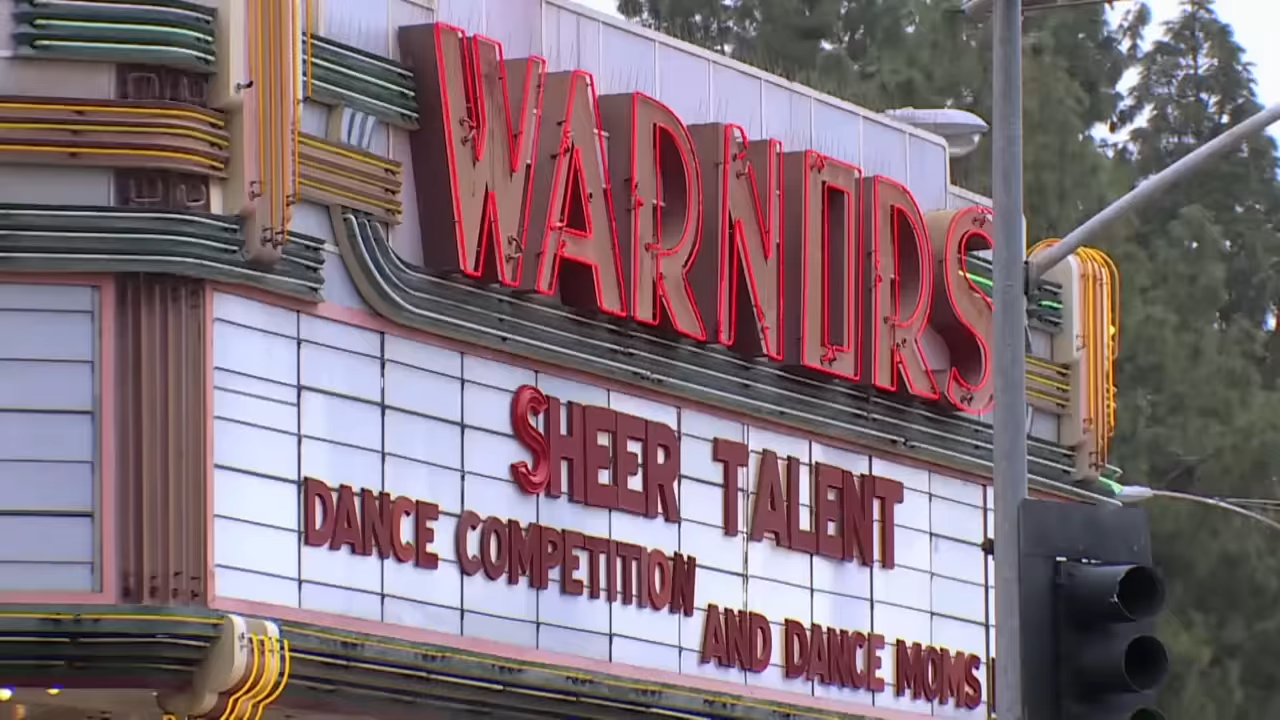 WARNORS
SHEER TALENT
DANCE COMPETITION
AND DANCE MOMS